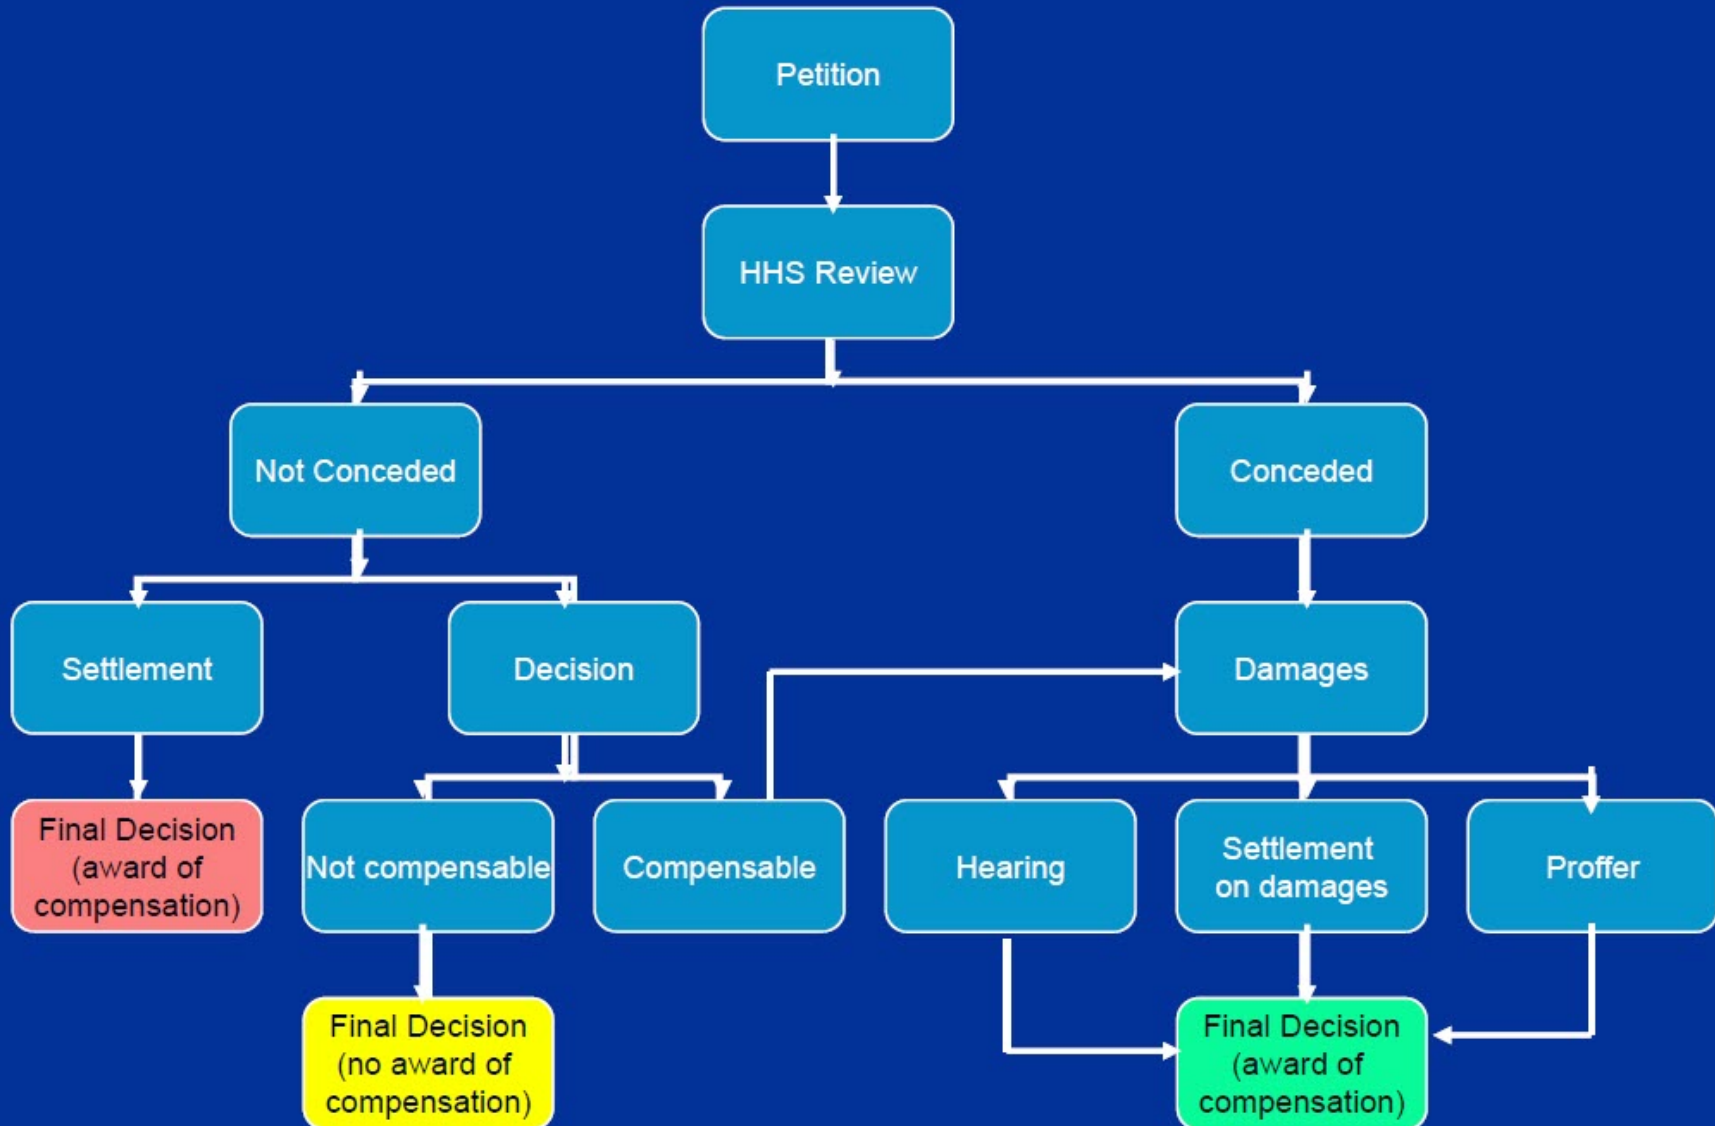 Petition
HHS Review
Not Conceded
Conceded
Settlement
Decision
Damages
Final Decision
(award of
compensation)
Not compensable
Compensable
Hearing
Settlement
on damages
Proffer
Final Decision
(no award of
compensation)
Final Decision
(award of
compensation)